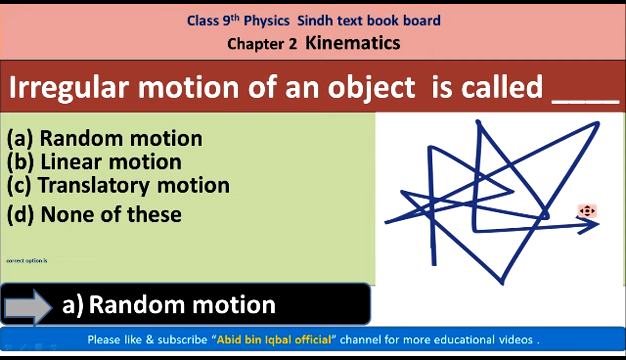 Class 9th Physics Sindh text book board
Chapter 2 Kinematics
Irregular motion of an object is called ____
(a) Random motion
(b) Linear motion
(c) Translatory motion
(d) None of these
correct option is
a) Random motion
Please like & subscribe “Abid bin Iqbal official” channel for more educational videos .